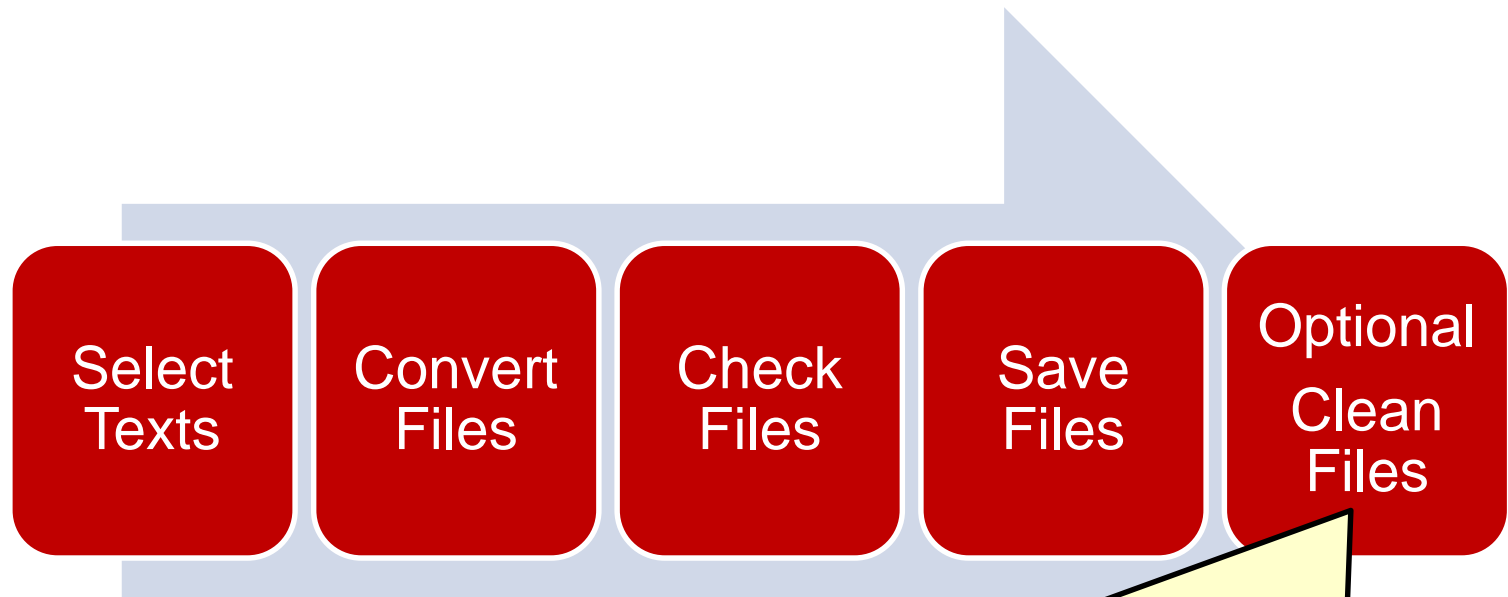 Select
Texts
Convert
Files
Check
Files
Save
Files
Optional
Clean
Files